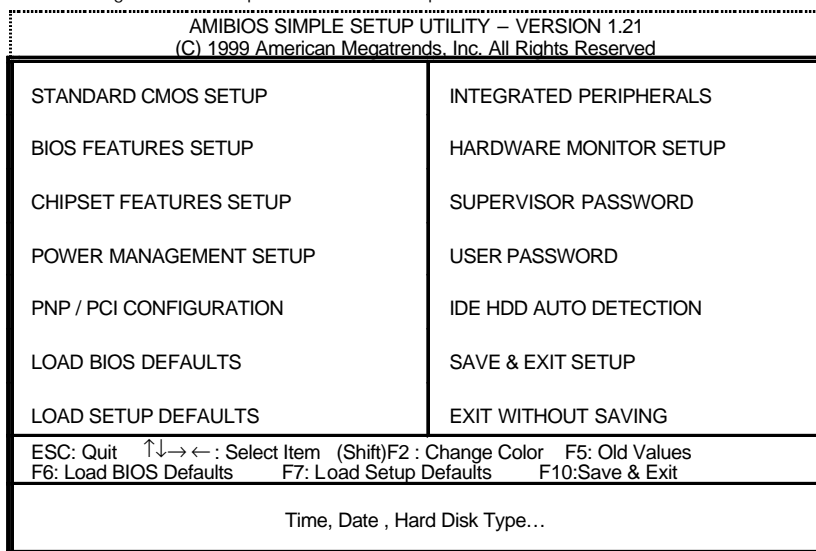 AMIBIOS SIMPLE SETUP UTILITY – VERSION 1.21
(C) 1999 American Megatrends, Inc. All Rights Reserved
STANDARD CMOS SETUP
BIOS FEATURES SETUP
CHIPSET FEATURES SETUP
POWER MANAGEMENT SETUP
PNP / PCI CONFIGURATION
LOAD BIOS DEFAULTS
LOAD SETUP DEFAULTS
INTEGRATED PERIPHERALS
HARDWARE MONITOR SETUP
SUPERVISOR PASSWORD
USER PASSWORD
IDE HDD AUTO DETECTION
SAVE & EXIT SETUP
EXIT WITHOUT SAVING
ESC: Quit ↑↓→← : Select Item (Shift)F2 : Change Color F5: Old Values
F6: Load BIOS Defaults F7: Load Setup Defaults F10:Save & Exit
Time, Date , Hard Disk Type…